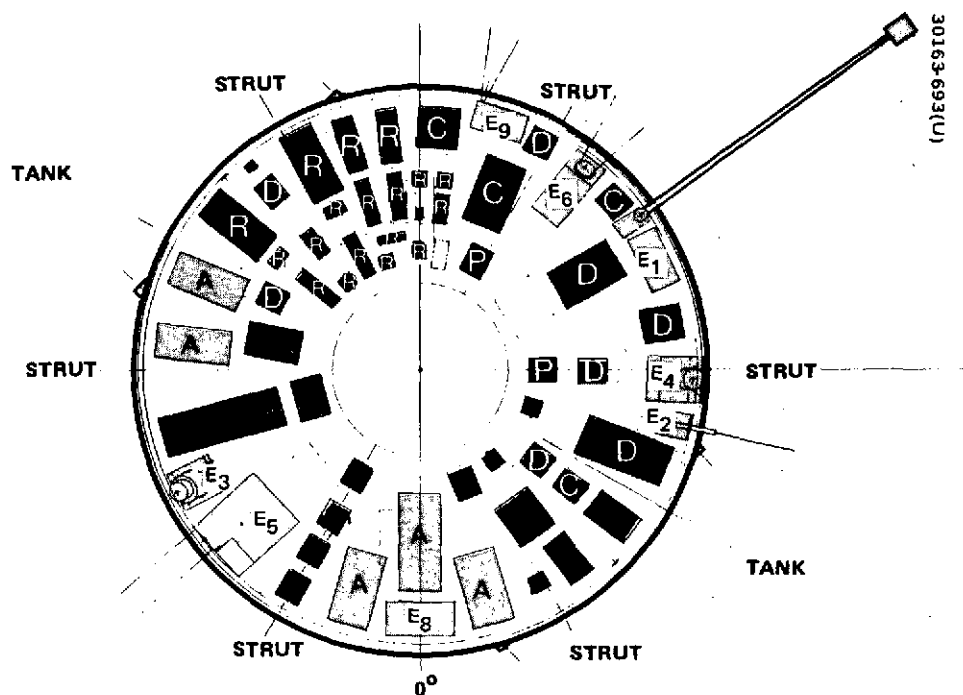 30163-693(U)
STRUT
STRUT
TANK
E9
D
C
R
R
R
R
D
E6
C
R
C
R
R
R
R
R
E1
A
R
R
R
R
P
D
D
R
R
D
A
STRUT
P
D
E4
STRUT
E2
D
D
C
E3
E5
A
A
A
E8
TANK
STRUT
STRUT
0°